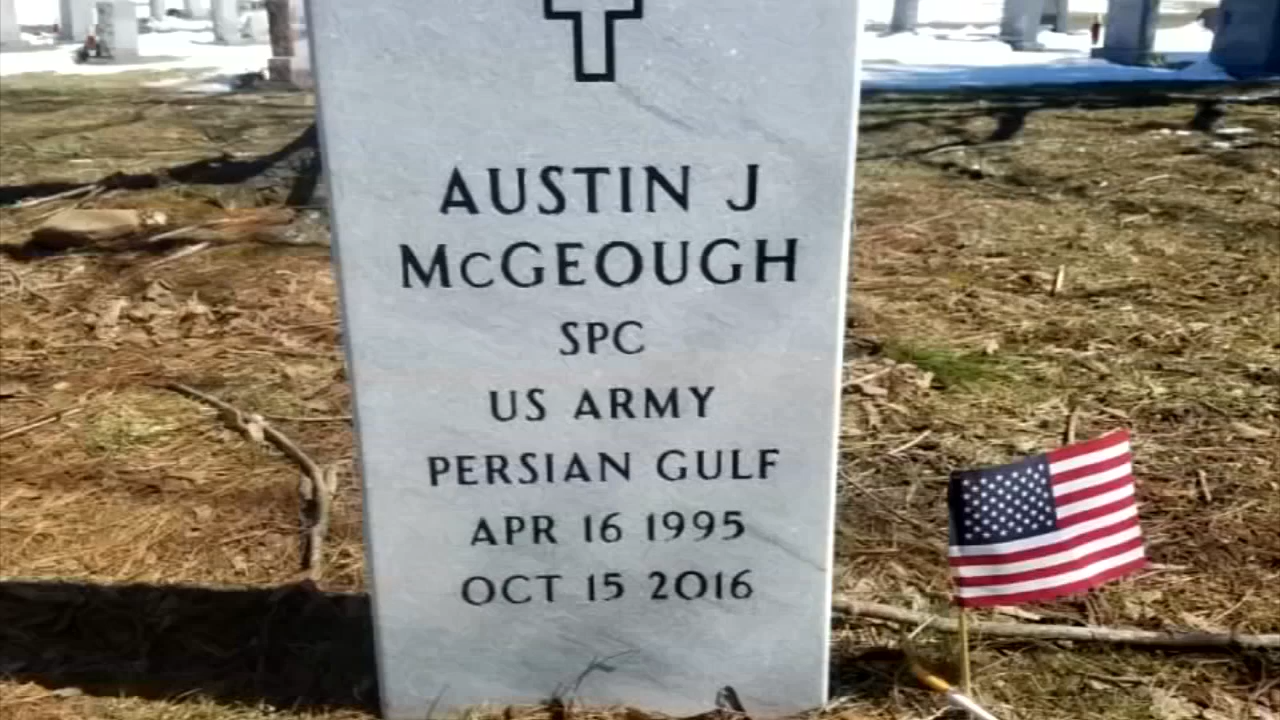 AUSTIN J
McGEOUGH
SPC
US ARMY
PERSIAN GULF
APR 16 1995
OCT 15 2016